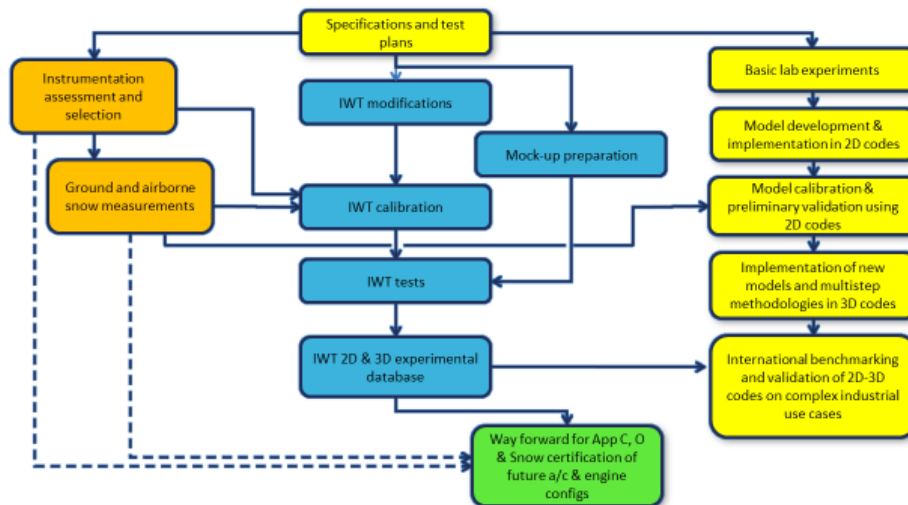 Specifications and test
plans
Instrumentation
assessment and
selection
Basic lab experiments
IWT modifications
Model development &
implementation in 2D codes
Mock-up preparation
Ground and airborne
snow measurements
IWT calibration
Model calibration &
preliminary validation using
2D codes
IWT tests
Implementation of new
models and multistep
methodologies in 3D codes
IWT 2D & 3D experimental
database
International benchmarking
and validation of 2D-3D
codes on complex industrial
use cases
Way forward for App C, O
& Snow certification of
future a/c & engine
configs